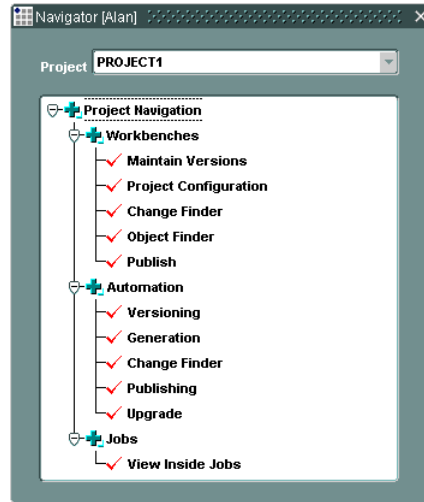 Navigator [Alan]
Project PROJECT1
Project Navigation
Workbenches
Maintain Versions
Project Configuration
Change Finder
Object Finder
Publish
Automation
Versioning
Generation
Change Finder
Publishing
Upgrade
Jobs
View Inside Jobs